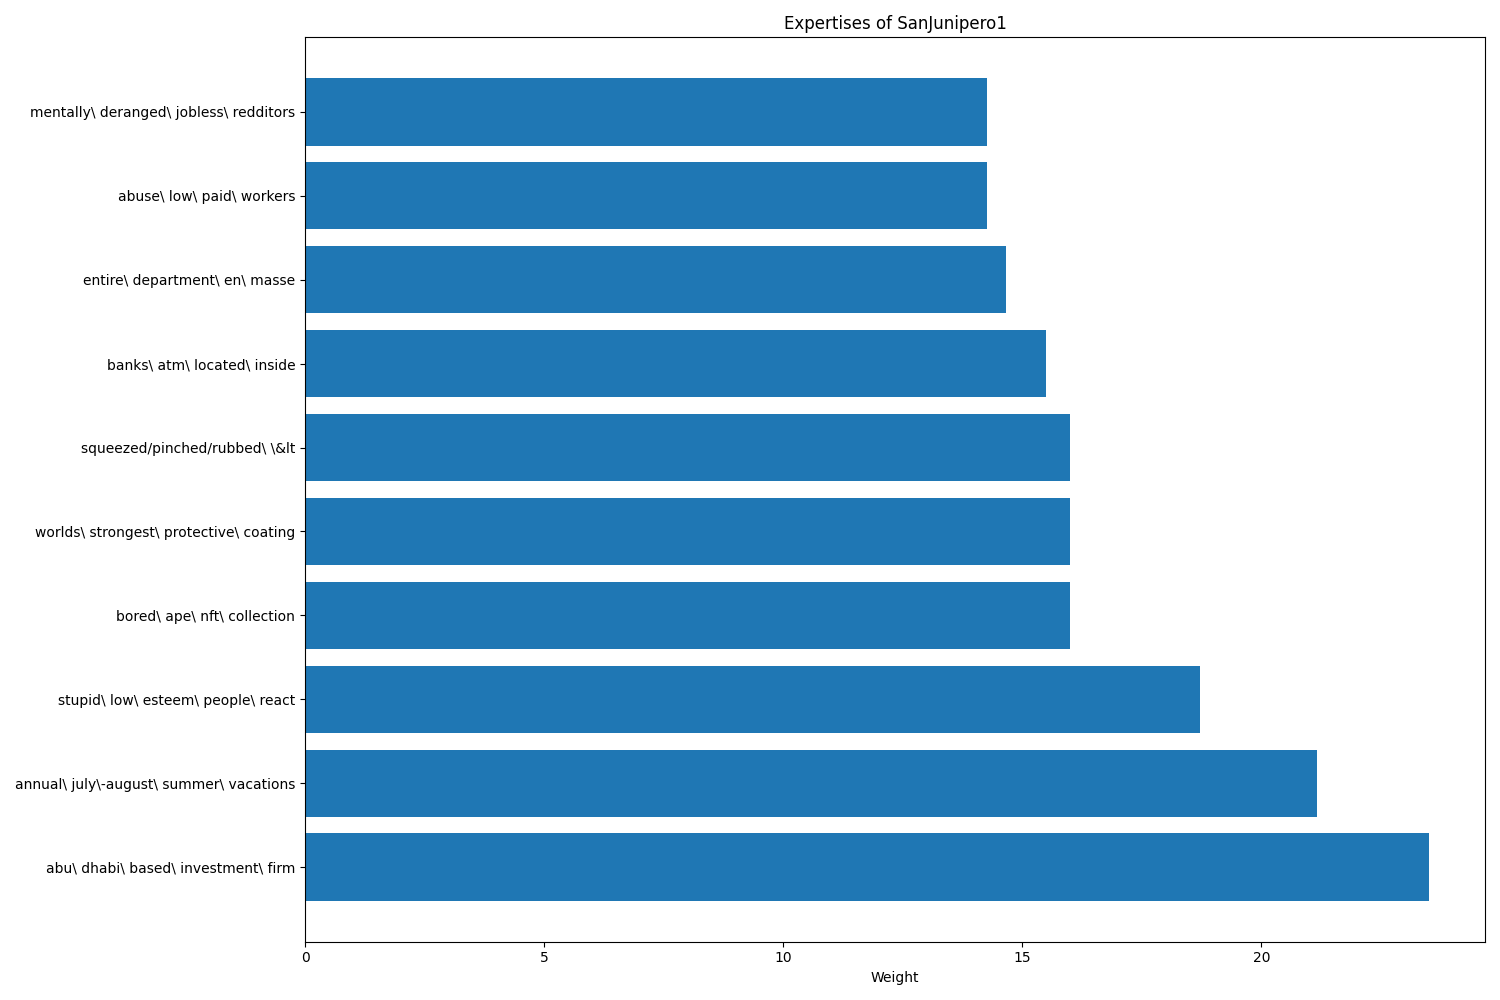 Expertises of SanJunipero1
mentally\ deranged\ jobless\ redditors
abuse\ low\ paid\ workers
entire\ department\ en\ masse
banks\ atm\ located\ inside
squeezed/pinched/rubbed\ \&lt
worlds\ strongest\ protective\ coating
bored\ ape\ nft\ collection
stupid\ low\ esteem\ people\ react
annual\ july\-august\ summer\ vacations
abu\ dhabi\ based\ investment\ firm
0 5 10 15 20
Weight